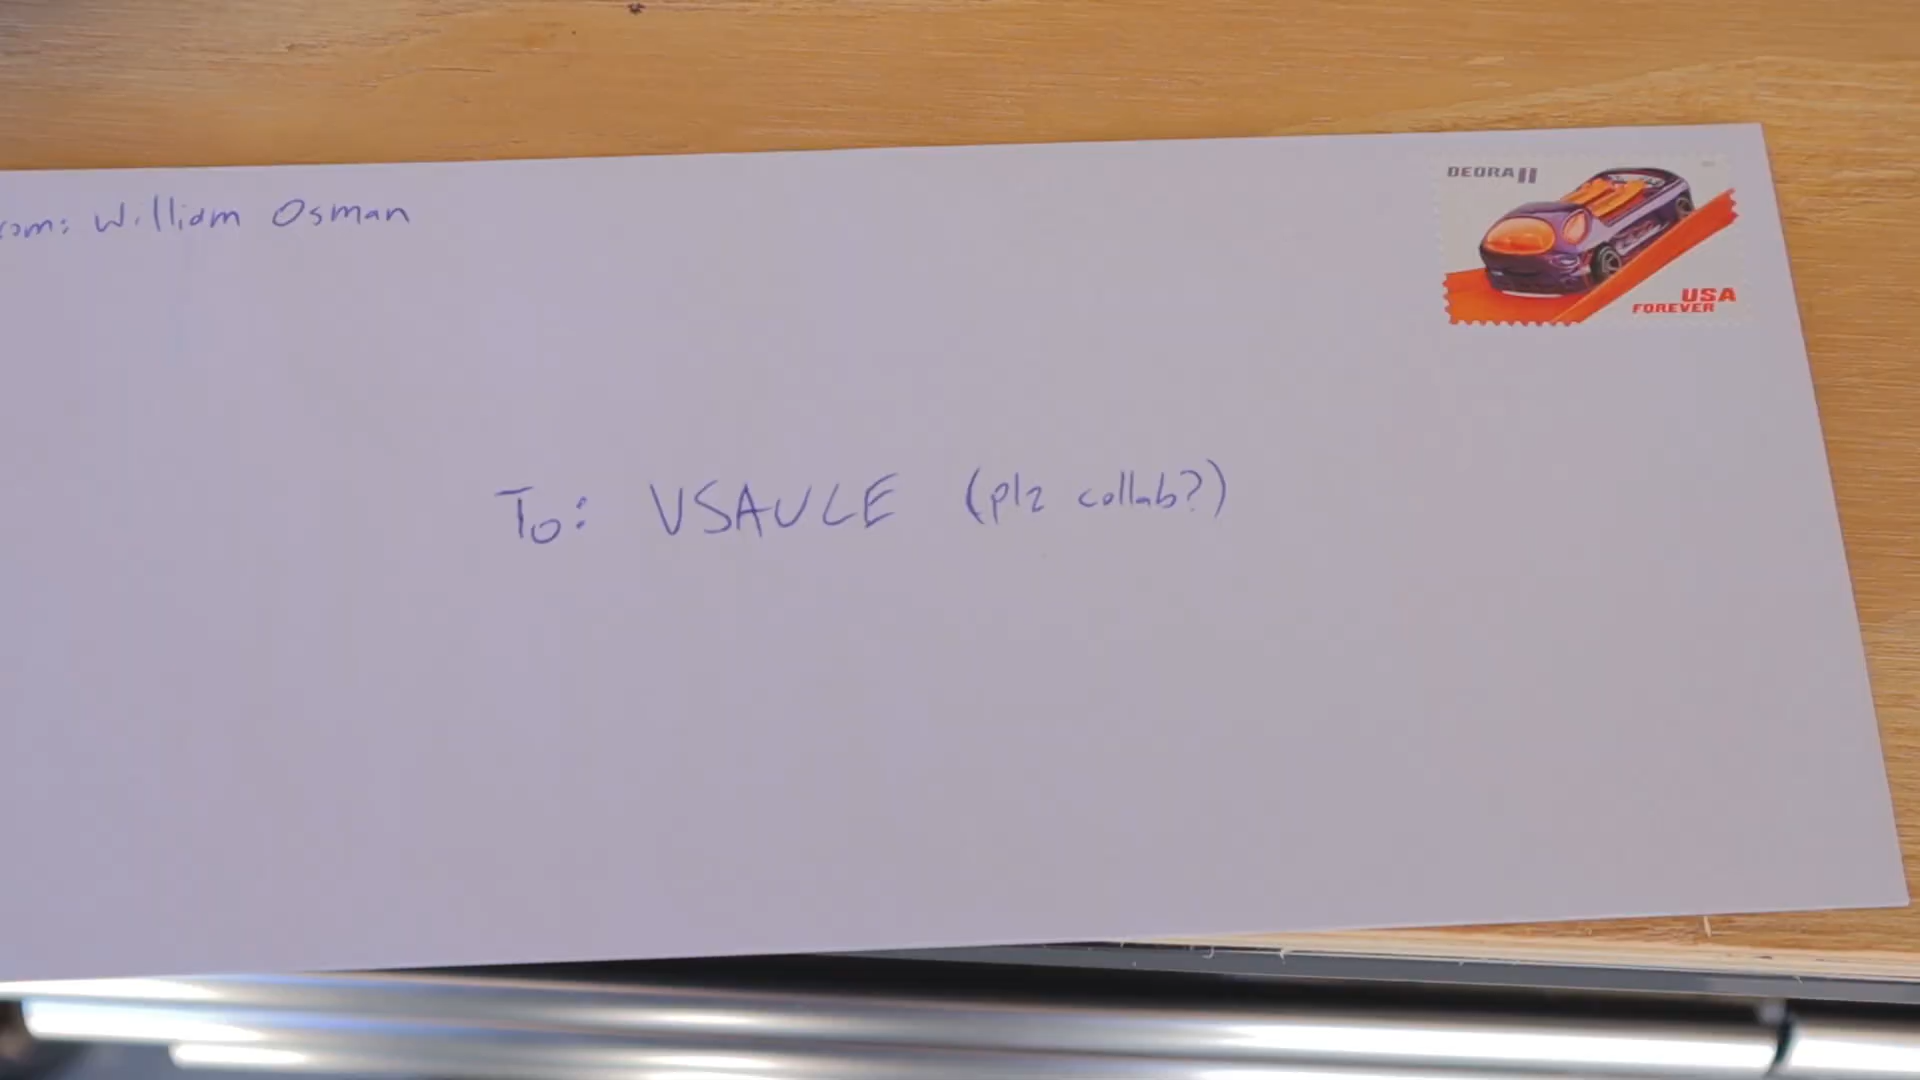 DEORA II
om: William Osman
USA
FOREVER
To: VSAUCE (plz collab?)